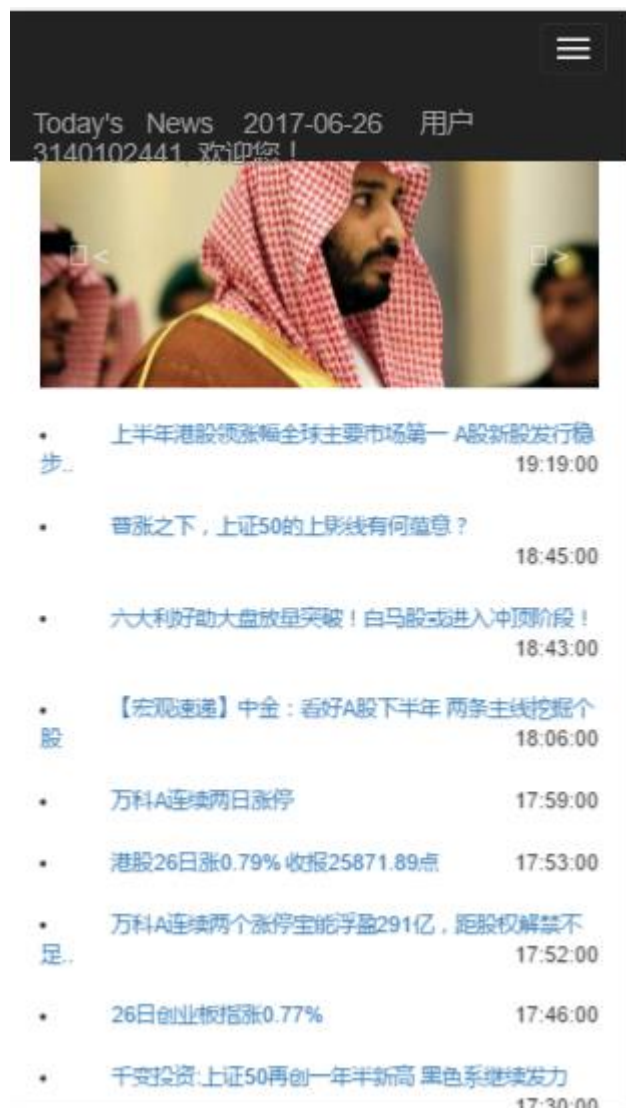 Today's News 2017-06-26 用户
3140102441, 欢迎您！
<
>
• 上半年港股领涨幅全球主要市场第一 A股新股发行稳
步.. 19:19:00
• 普涨之下，上证50的上影线有何蕴意？
18:45:00
• 六大利好助大盘放量突破！白马股或进入冲顶阶段！
18:43:00
• 【宏观速递】中金：看好A股下半年 两条主线挖掘个
股 18:06:00
• 万科A连续两日涨停 17:59:00
• 港股26日涨0.79% 收报25871.89点 17:53:00
• 万科A连续两个涨停宝能浮盈291亿，距股权解禁不
足.. 17:52:00
• 26日创业板指涨0.77% 17:46:00
• 千变投资:上证50再创一年半新高 黑色系继续发力
17:30:00